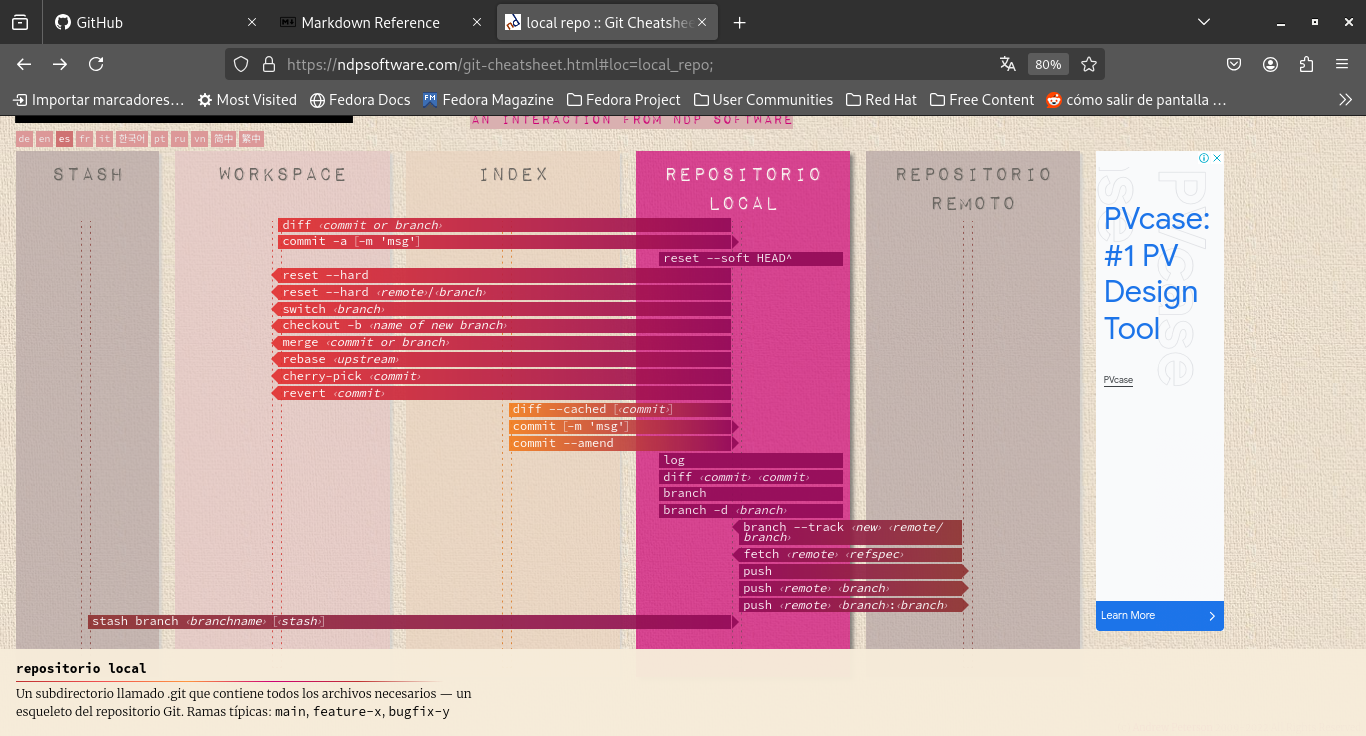 GitHub
Markdown Reference
local repo :: Git Cheatshe
https://ndpsoftware.com/git-cheatsheet.html#loc=local_repo;
80%
Importar marcadores…
Most Visited
Fedora Docs
Fedora Magazine
Fedora Project
User Communities
Red Hat
Free Content
cómo salir de pantalla …
AN INTERACTION FROM NDP SOFTWARE
de en es fr it 한국어 pt ru vn 简中 繁中
STASH
WORKSPACE
INDEX
REPOSITORIO
LOCAL
REPOSITORIO
REMOTO
diff ‹commit or branch›
commit -a [-m 'msg']
reset --soft HEAD^
reset --hard
reset --hard ‹remote›/‹branch›
switch ‹branch›
checkout -b ‹name of new branch›
merge ‹commit or branch›
rebase ‹upstream›
cherry-pick ‹commit›
revert ‹commit›
diff --cached [‹commit›]
commit [-m 'msg']
commit --amend
log
diff ‹commit› ‹commit›
branch
branch -d ‹branch›
branch --track ‹new› ‹remote/
branch›
fetch ‹remote› ‹refspec›
push
push ‹remote› ‹branch›
push ‹remote› ‹branch›:‹branch›
stash branch ‹branchname› [‹stash›]
PVcase:
#1 PV
Design
Tool
PVcase
Learn More
repositorio local
Un subdirectorio llamado .git que contiene todos los archivos necesarios — un
esqueleto del repositorio Git. Ramas típicas: main, feature-x, bugfix-y